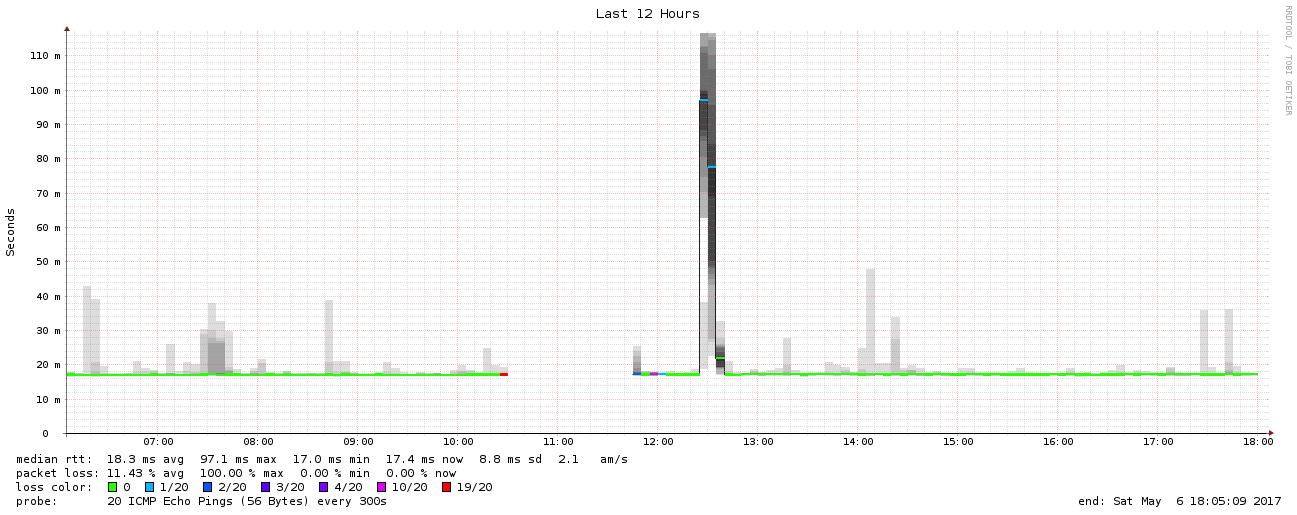 Last 12 Hours
RRDTOOL / TOBI OETIKER
Seconds
110 m
100 m
90 m
80 m
70 m
60 m
50 m
40 m
30 m
20 m
10 m
0
07:00 08:00 09:00 10:00 11:00 12:00 13:00 14:00 15:00 16:00 17:00 18:00
median rtt: 18.3 ms avg 97.1 ms max 17.0 ms min 17.4 ms now 8.8 ms sd 2.1 am/s
packet loss: 11.43 % avg 100.00 % max 0.00 % min 0.00 % now
loss color: 0 1/20 2/20 3/20 4/20 10/20 19/20
probe: 20 ICMP Echo Pings (56 Bytes) every 300s end: Sat May 6 18:05:09 2017